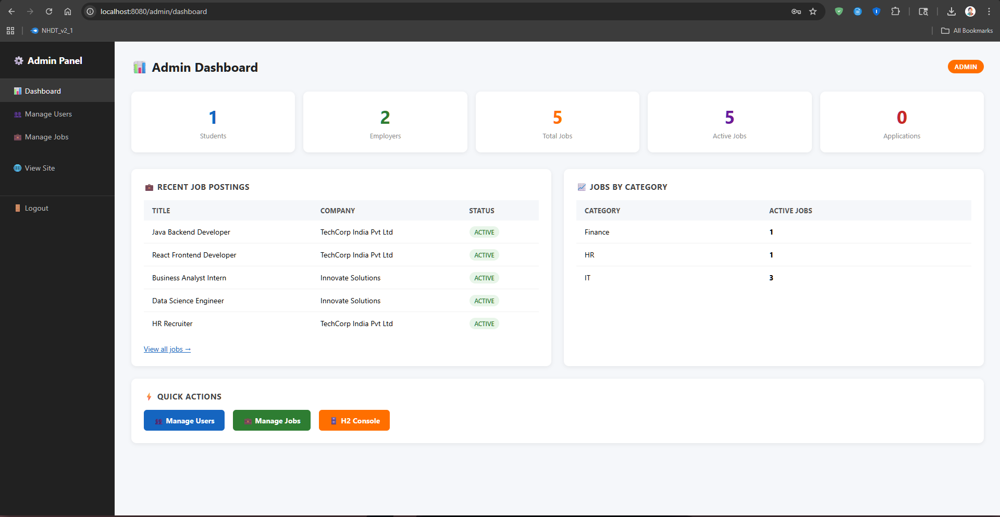 localhost:8080/admin/dashboard
NHDT_v2_1
All Bookmarks
Admin Panel
Dashboard
Manage Users
Manage Jobs
View Site
Logout
Admin Dashboard
ADMIN
1
Students
2
Employers
5
Total Jobs
5
Active Jobs
0
Applications
RECENT JOB POSTINGS
TITLE COMPANY STATUS
Java Backend Developer TechCorp India Pvt Ltd ACTIVE
React Frontend Developer TechCorp India Pvt Ltd ACTIVE
Business Analyst Intern Innovate Solutions ACTIVE
Data Science Engineer Innovate Solutions ACTIVE
HR Recruiter TechCorp India Pvt Ltd ACTIVE
View all jobs →
JOBS BY CATEGORY
CATEGORY ACTIVE JOBS
Finance 1
HR 1
IT 3
QUICK ACTIONS
Manage Users
Manage Jobs
H2 Console